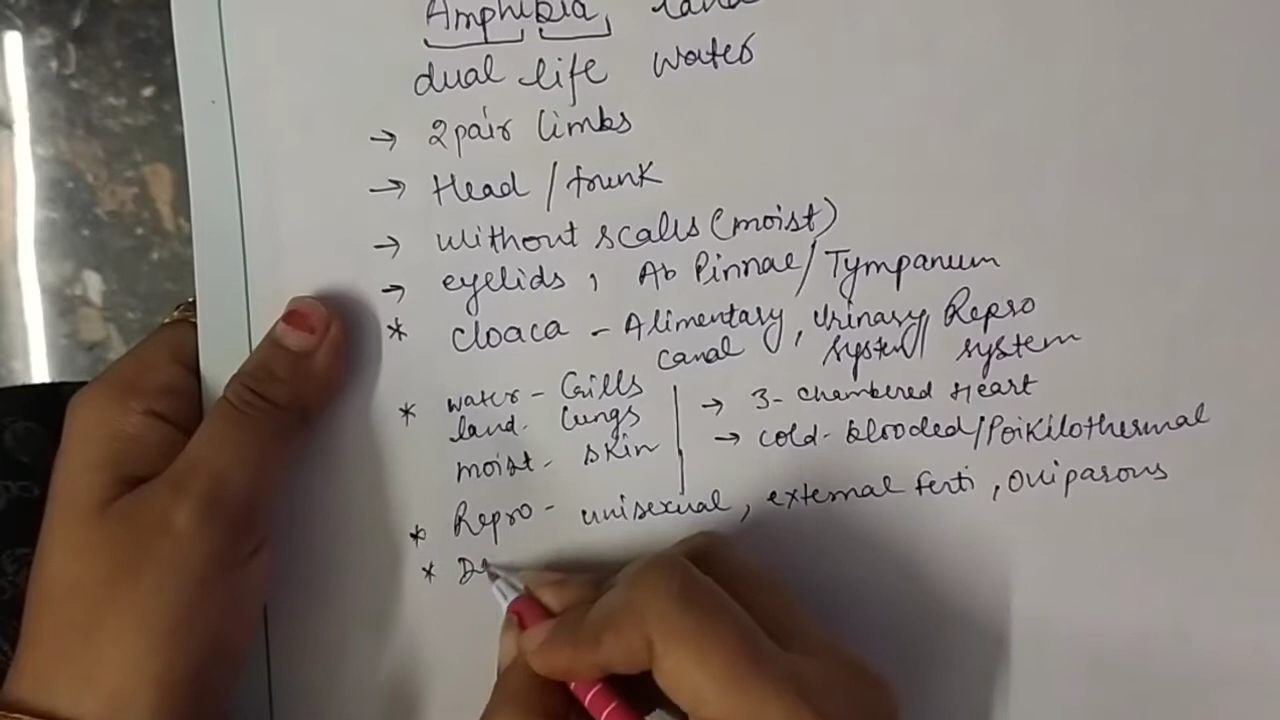 Amphibia, land
dual life water
→ 2pair limbs
→ Head / trunk
→ without scales (moist)
→ eyelids, Ab Pinnae / Tympanum
* Cloaca - Alimentary canal, Urinary system / Repro system
* water - Gills
land - lungs
moist - skin
→ 3- chambered Heart
→ cold-blooded/Poikilothermal
* Repro - unisexual, external ferti, oviparous
* De